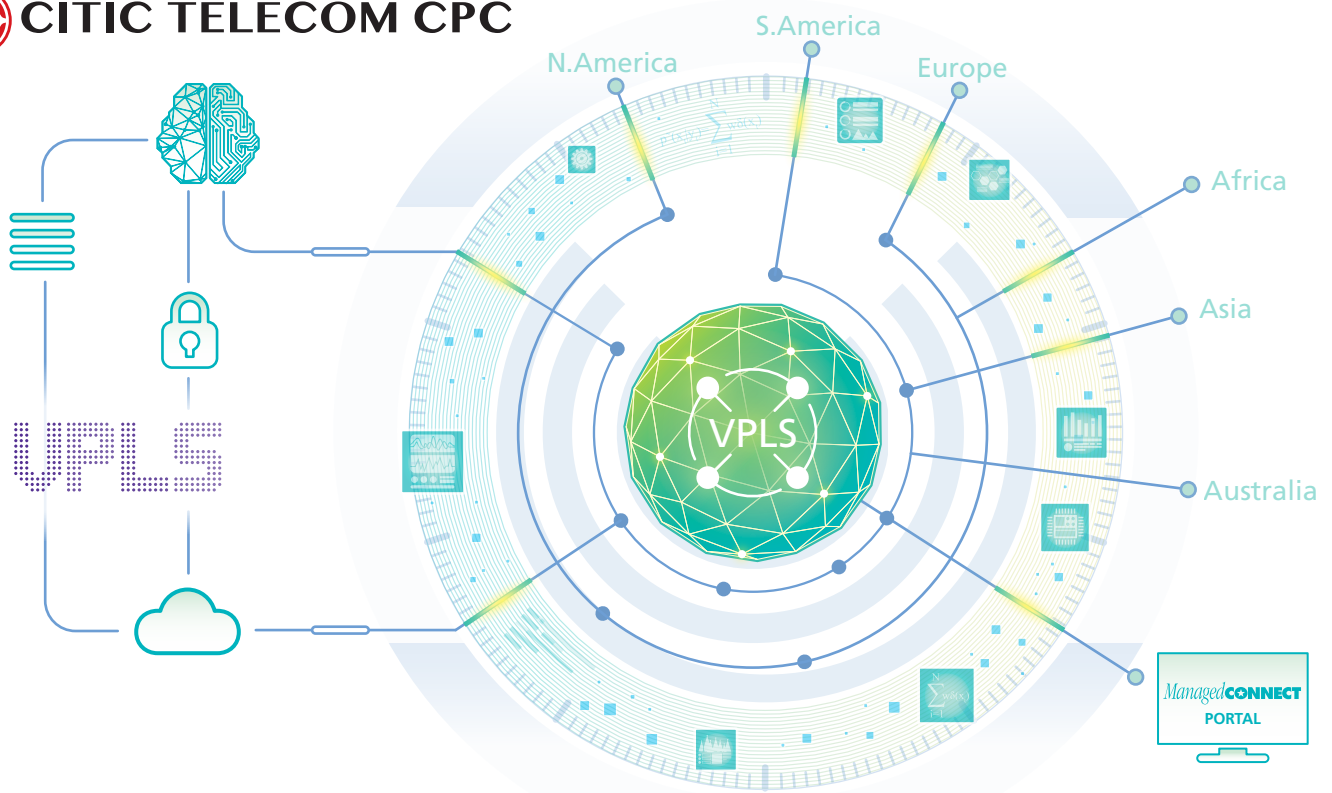 CITIC TELECOM CPC
S.America
N.America
Europe
Africa
Asia
VPLS
VPLS
Australia
ManagedCONNECT
PORTAL